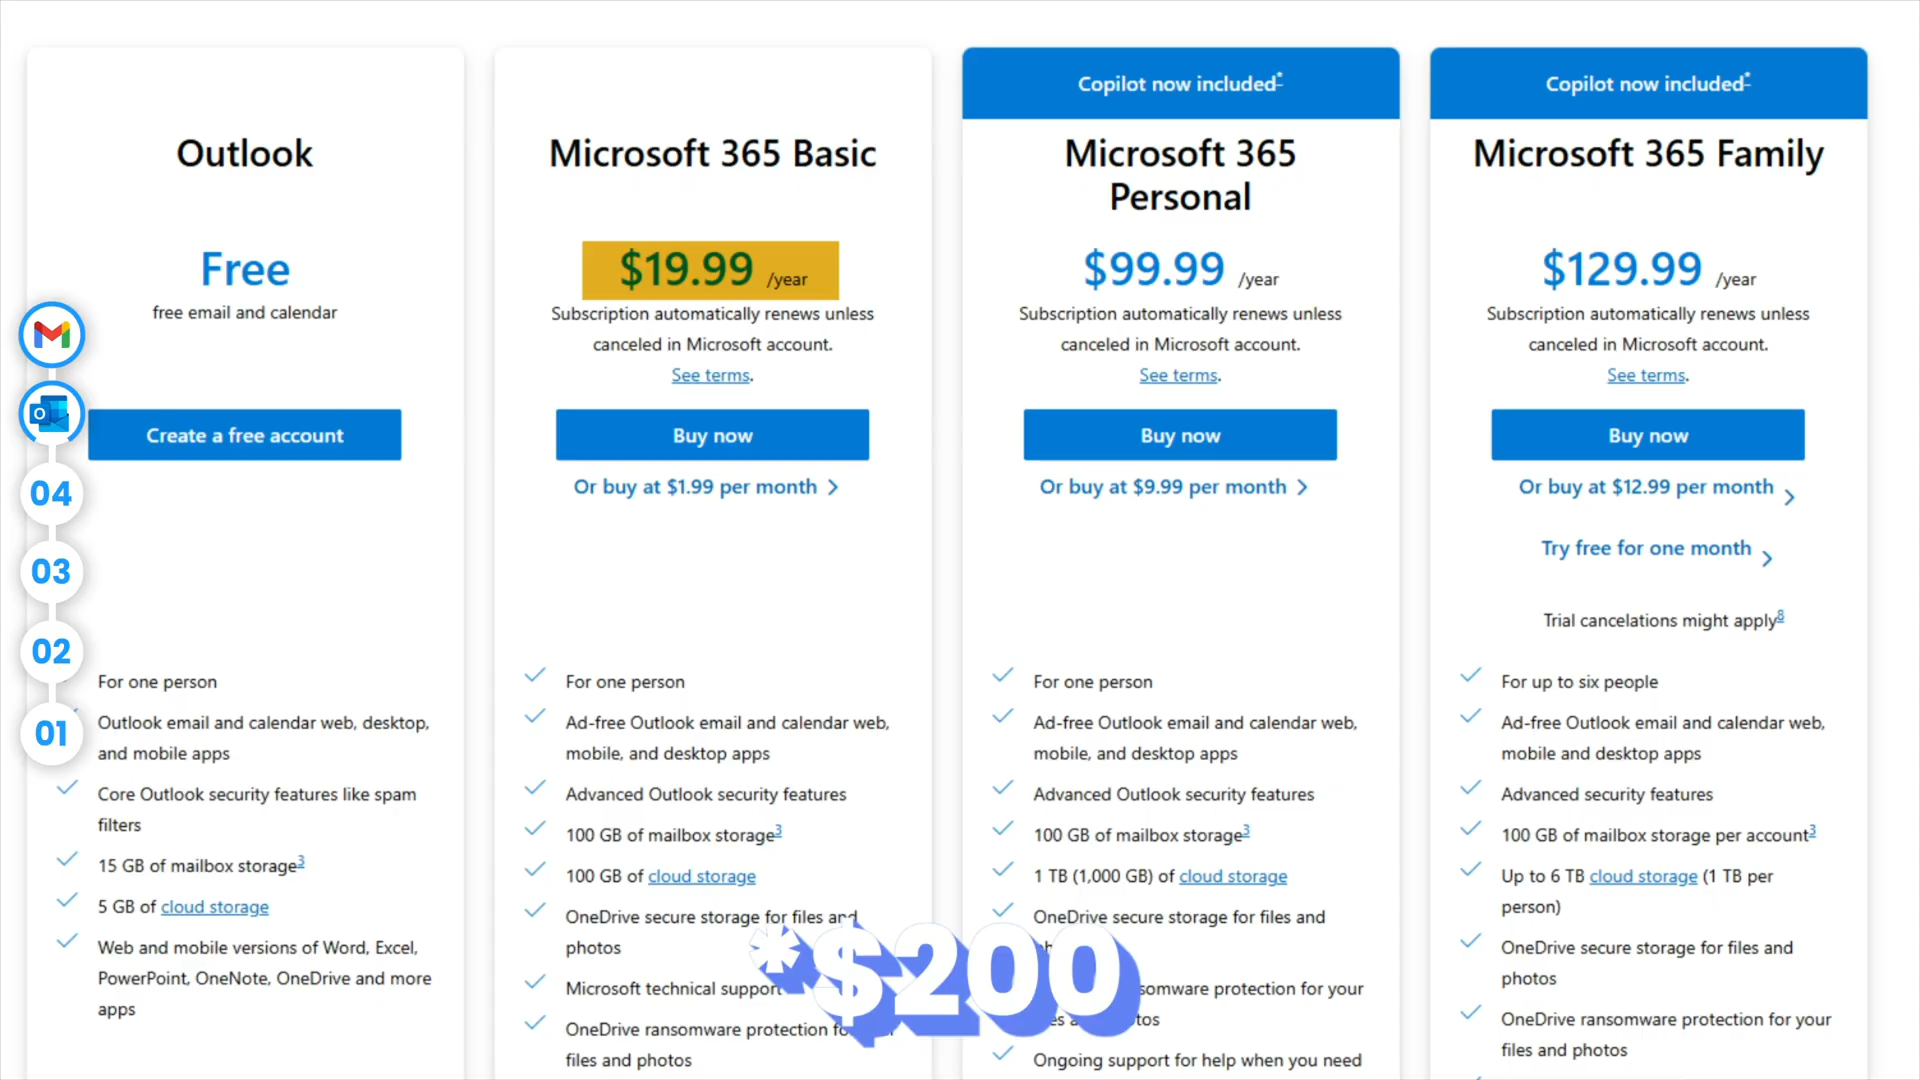 Outlook
Free
free email and calendar
Create a free account
For one person
Outlook email and calendar web, desktop,
and mobile apps
Core Outlook security features like spam
filters
15 GB of mailbox storage3
5 GB of cloud storage
Web and mobile versions of Word, Excel,
PowerPoint, OneNote, OneDrive and more
apps
Microsoft 365 Basic
$19.99 /year
Subscription automatically renews unless
canceled in Microsoft account.
See terms.
Buy now
Or buy at $1.99 per month
For one person
Ad-free Outlook email and calendar web,
mobile, and desktop apps
Advanced Outlook security features
100 GB of mailbox storage3
100 GB of cloud storage
OneDrive secure storage for files and
photos
Microsoft technical support
OneDrive ransomware protection
files and photos
Copilot now included*
Microsoft 365
Personal
$99.99 /year
Subscription automatically renews unless
canceled in Microsoft account.
See terms.
Buy now
Or buy at $9.99 per month
For one person
Ad-free Outlook email and calendar web,
mobile, and desktop apps
Advanced Outlook security features
100 GB of mailbox storage3
1 TB (1,000 GB) of cloud storage
OneDrive secure storage for files and
protection for your
Ongoing support for help when you need
Copilot now included*
Microsoft 365 Family
$129.99 /year
Subscription automatically renews unless
canceled in Microsoft account.
See terms.
Buy now
Or buy at $12.99 per month
Try free for one month
Trial cancelations might apply8
For up to six people
Ad-free Outlook email and calendar web,
mobile and desktop apps
Advanced security features
100 GB of mailbox storage per account3
Up to 6 TB cloud storage (1 TB per
person)
OneDrive secure storage for files and
photos
OneDrive ransomware protection for your
files and photos
04
03
02
01
*$200